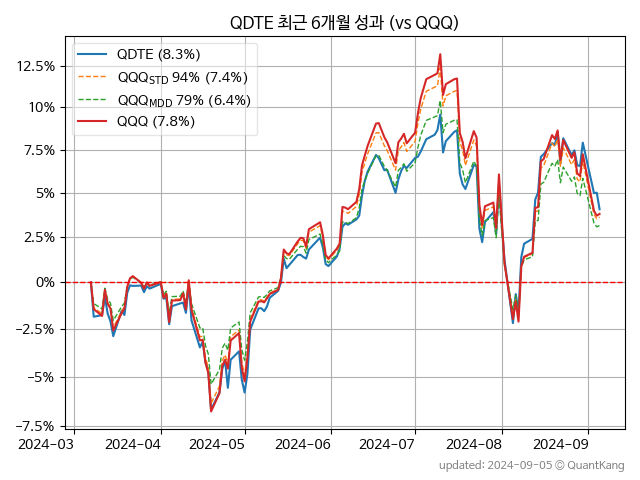 QDTE 최근 6개월 성과 (vs QQQ)
QDTE (8.3%)
QQQSTD 94% (7.4%)
QQQMDD 79% (6.4%)
QQQ (7.8%)
12.5%
10%
7.5%
5%
2.5%
0%
−2.5%
−5%
−7.5%
2024-03 2024-04 2024-05 2024-06 2024-07 2024-08 2024-09
updated: 2024-09-05 © QuantKang